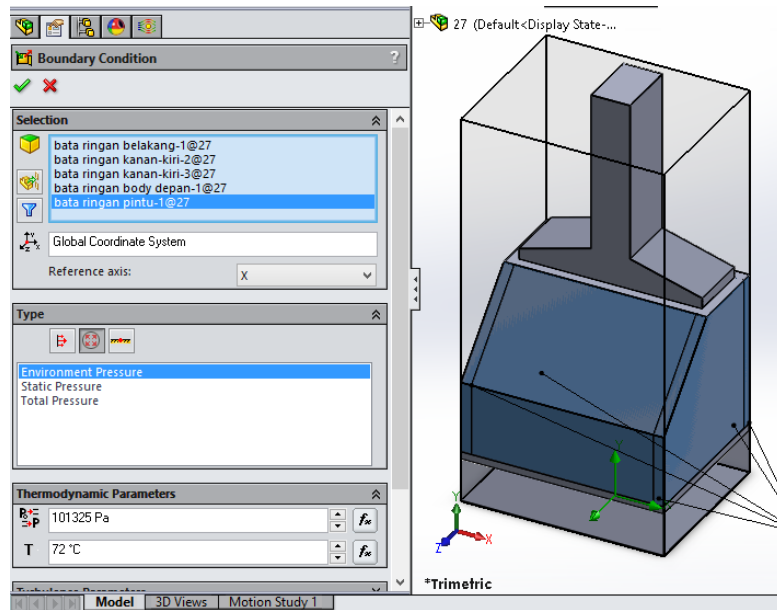 27 (Default<Display State-...
Boundary Condition
?
Selection
bata ringan belakang-1@27
bata ringan kanan-kiri-2@27
bata ringan kanan-kiri-3@27
bata ringan body depan-1@27
bata ringan pintu-1@27
Global Coordinate System
Reference axis:
X
Type
Environment Pressure
Static Pressure
Total Pressure
Thermodynamic Parameters
101325 Pa
T
72 °C
Y
X
Z
*Trimetric
Model
3D Views
Motion Study 1